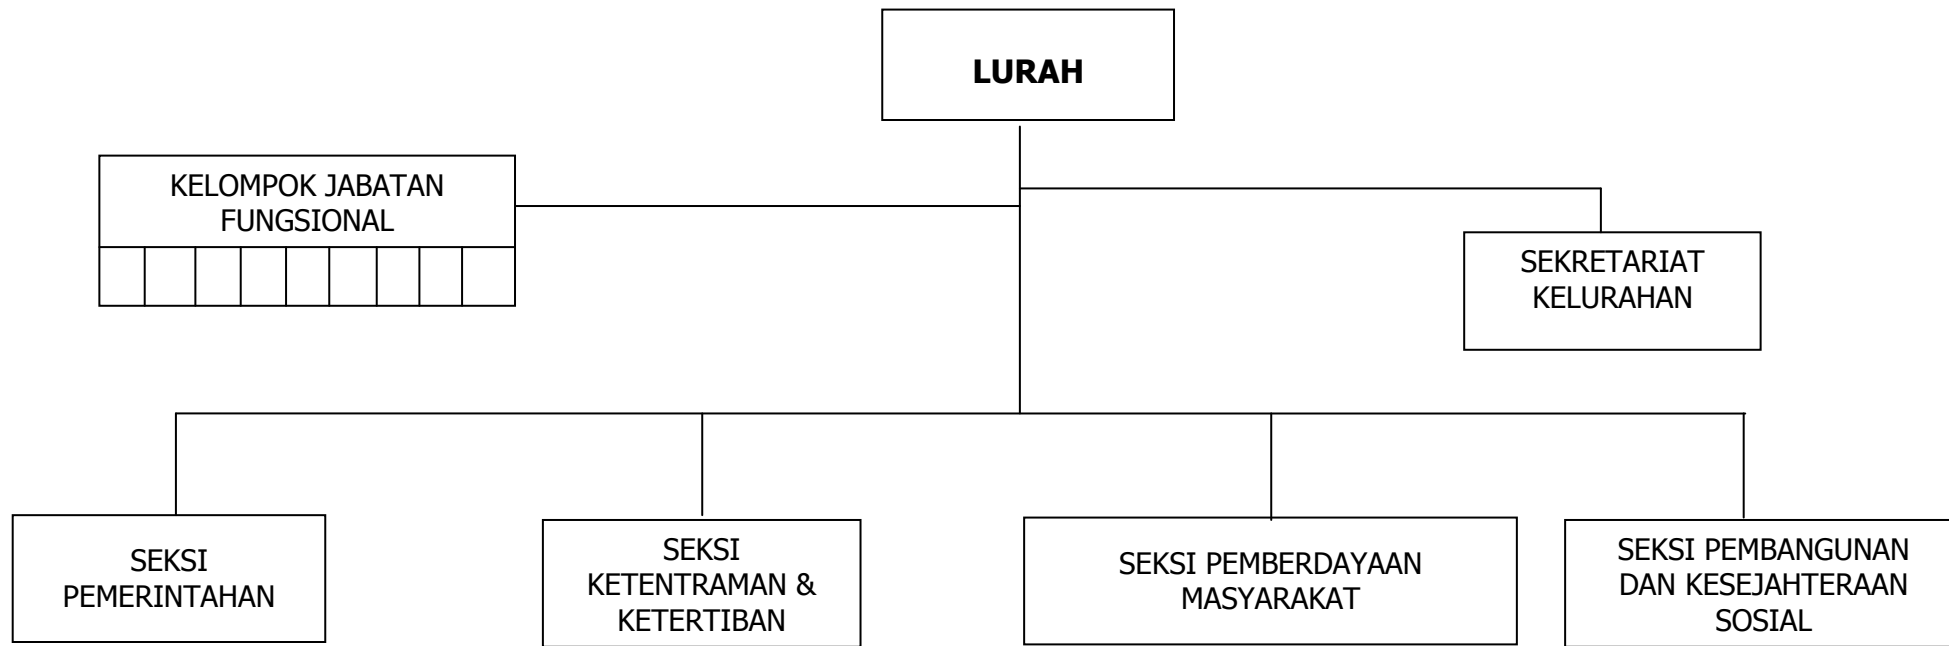 LURAH
KELOMPOK JABATAN
FUNGSIONAL
SEKRETARIAT
KELURAHAN
SEKSI
PEMERINTAHAN
SEKSI
KETENTRAMAN &
KETERTIBAN
SEKSI PEMBERDAYAAN
MASYARAKAT
SEKSI PEMBANGUNAN
DAN KESEJAHTERAAN
SOSIAL